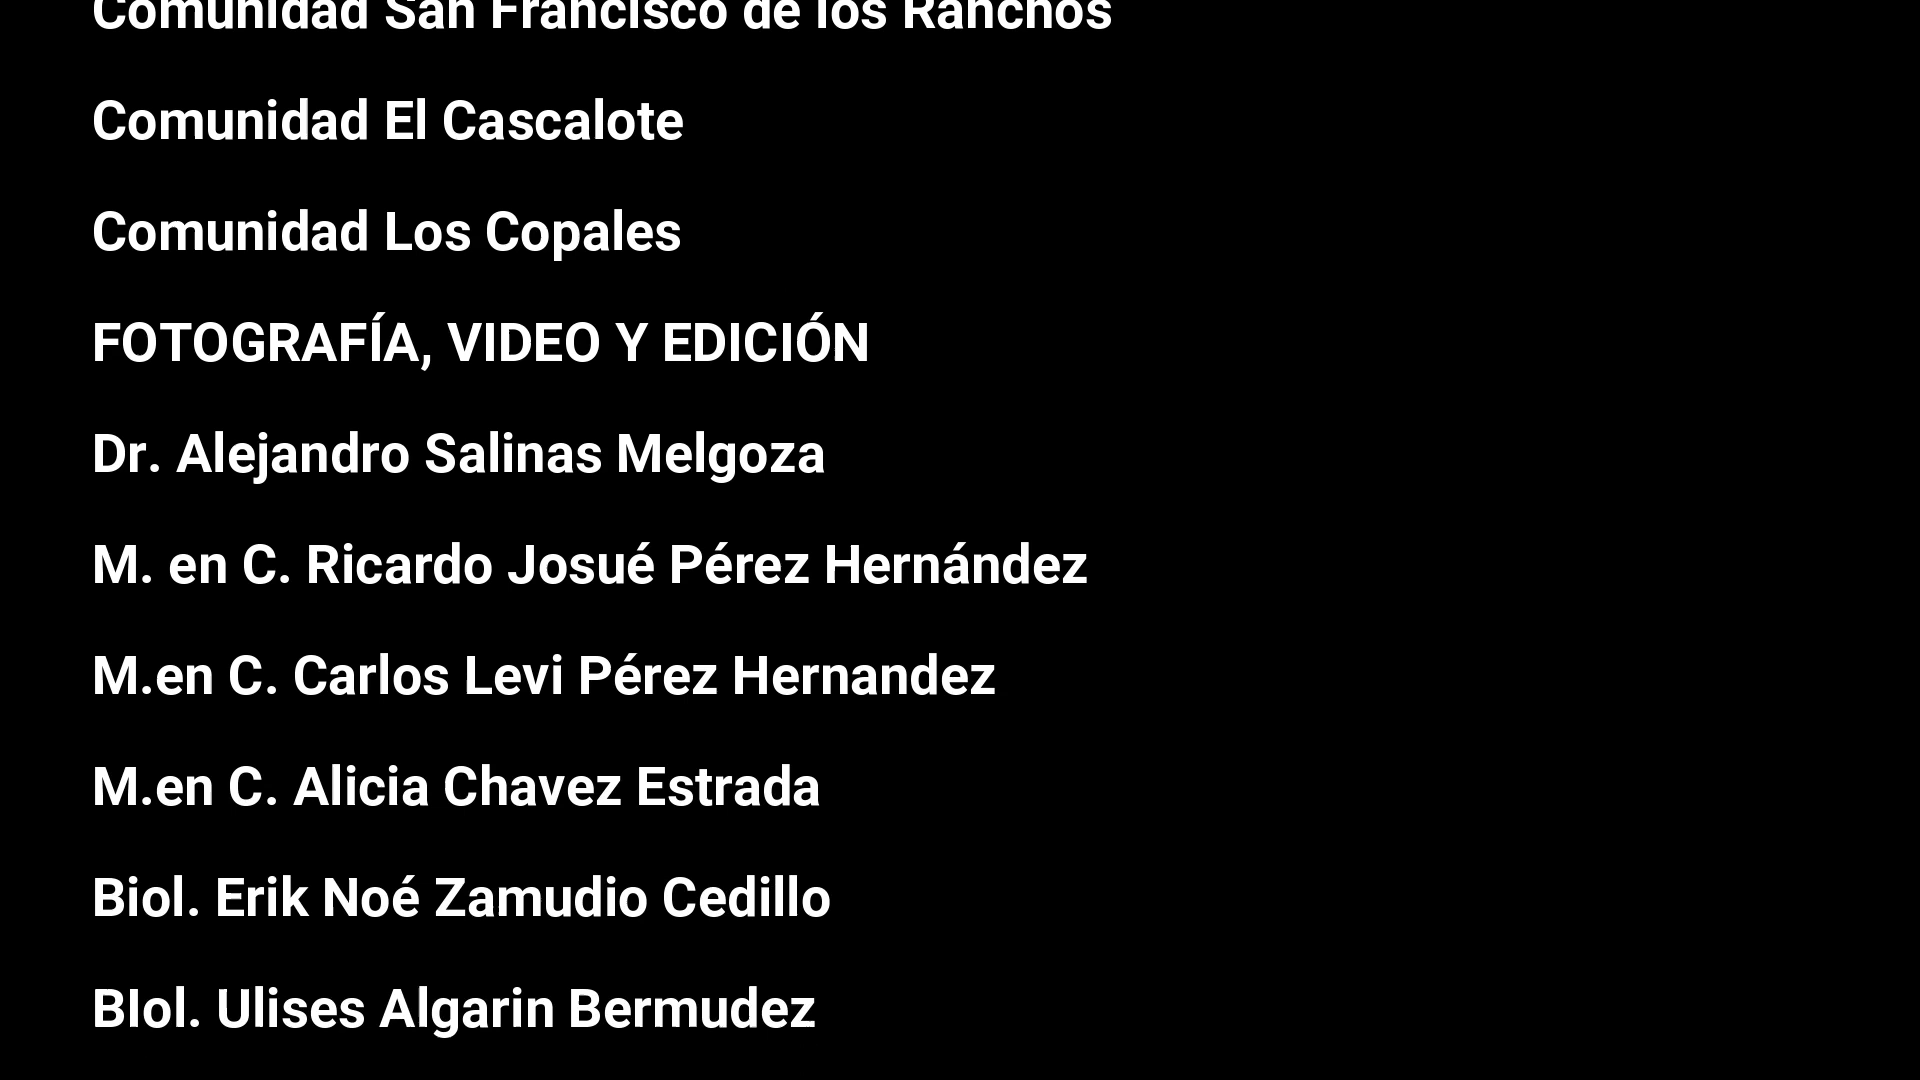 Comunidad San Francisco de los Ranchos
Comunidad El Cascalote
Comunidad Los Copales
FOTOGRAFÍA, VIDEO Y EDICIÓN
Dr. Alejandro Salinas Melgoza
M. en C. Ricardo Josué Pérez Hernández
M.en C. Carlos Levi Pérez Hernandez
M.en C. Alicia Chavez Estrada
Biol. Erik Noé Zamudio Cedillo
BIol. Ulises Algarin Bermudez